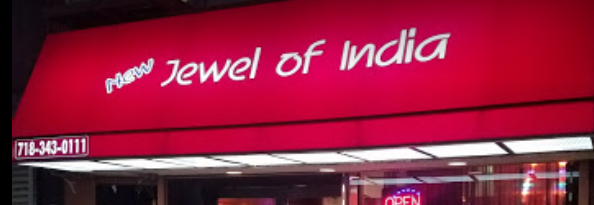 New Jewel of India
718-343-0111
OPEN